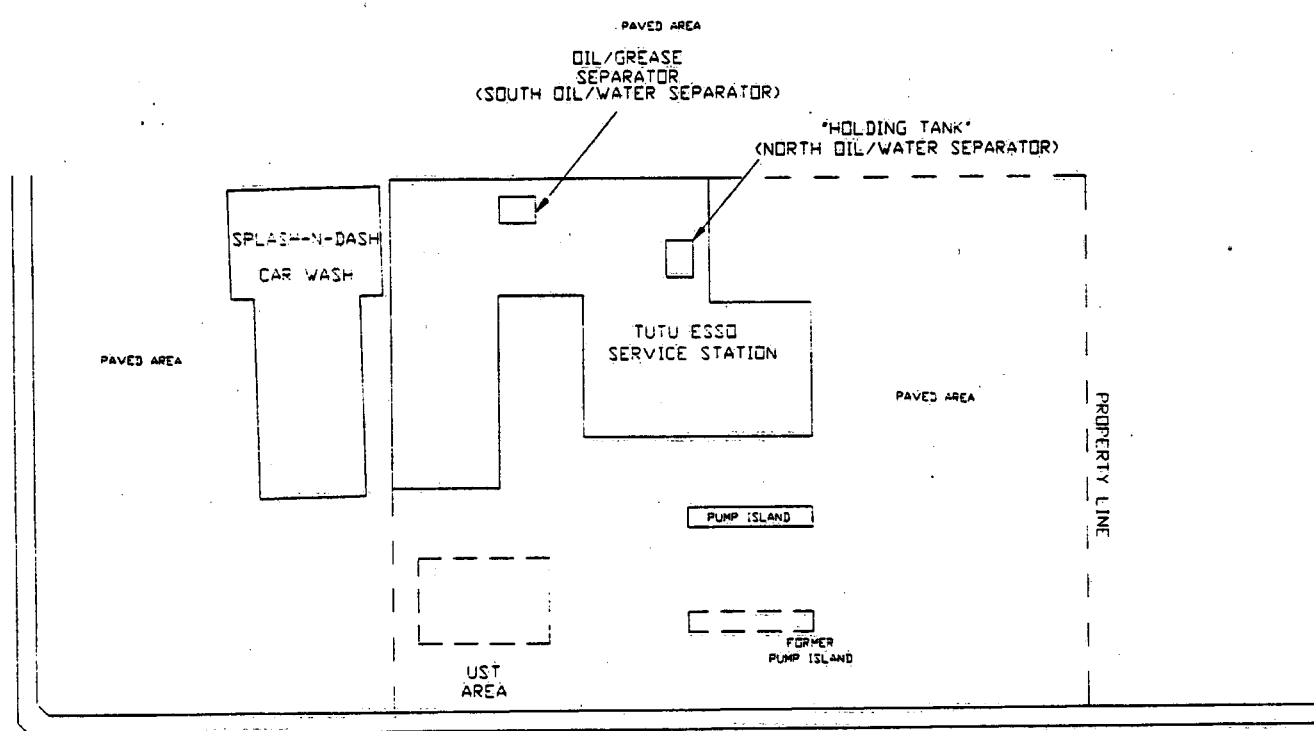 PAVED AREA
OIL/GREASE
SEPARATOR
(SOUTH OIL/WATER SEPARATOR)
"HOLDING TANK"
(NORTH OIL/WATER SEPARATOR)
SPLASH-N-DASH
CAR WASH
TUTU ESSO
SERVICE STATION
PAVED AREA
PAVED AREA
PROPERTY LINE
PUMP ISLAND
FORMER
PUMP ISLAND
UST
AREA